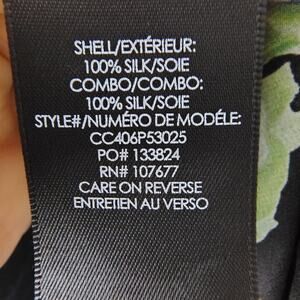 SHELL/EXTÉRIEUR:
100% SILK/SOIE
COMBO/COMBO:
100% SILK/SOIE
STYLE#/NUMÉRO DE MODÉLE:
CC406P53025
PO# 133824
RN# 107677
CARE ON REVERSE
ENTRETIEN AU VERSO